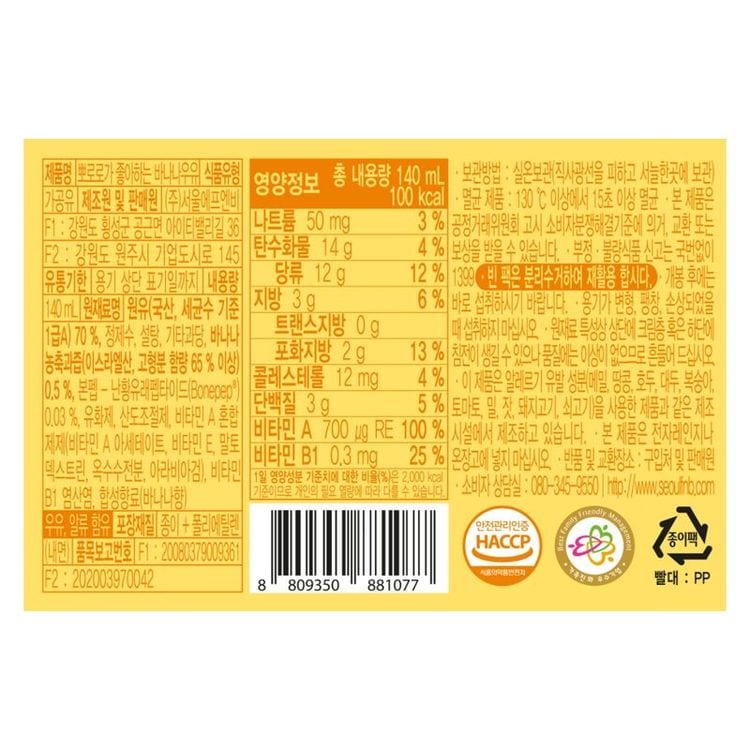 제품명 뽀로로가 좋아하는 바나나우유 식품유형
가공유 제조원 및 판매원 (주)서울에프엔비
F1 : 강원도 횡성군 공근면 아이티밸리길 36
F2 : 강원도 원주시 기업도시로 145
유통기한 용기 상단 표기일까지 내용량
140 mL 원재료명 원유(국산, 세균수 기준
1급A) 70 %, 정제수, 설탕, 기타과당, 바나나
농축과즙(이스라엘산, 고형분 함량 65 % 이상)
0.5 %, 본펩 - 난황유래펩타이드(Bonepep®)
0.03 %, 유화제, 산도조절제, 비타민 A 혼합
제제(비타민 A 아세테이트, 비타민 E, 말토
덱스트린, 옥수수전분, 아라비아검), 비타민
B1 염산염, 합성향료(바나나향)
우유, 알류 함유 포장재질 종이 + 폴리에틸렌
(내면) 품목보고번호 F1 : 20080379009361
F2 : 202003970042
영양정보 총 내용량 140 mL
100 kcal
나트륨 50 mg 3 %
탄수화물 14 g 4 %
당류 12 g 12 %
지방 3 g 6 %
트랜스지방 0 g
포화지방 2 g 13 %
콜레스테롤 12 mg 4 %
단백질 3 g 5 %
비타민 A 700 μg RE 100 %
비타민 B1 0.3 mg 25 %
1일 영양성분 기준치에 대한 비율(%)은 2,000 kcal
기준이므로 개인의 필요 열량에 따라 다를 수 있습니다.
8 809350 881077
· 보관방법 : 실온보관(직사광선을 피하고 서늘한곳에 보관)
멸균 제품 : 130 ℃ 이상에서 15초 이상 멸균 · 본 제품은
공정거래위원회 고시 소비자분쟁해결기준에 의거, 교환 또는
보상을 받을 수 있습니다. · 부정 · 불량식품 신고는 국번없이
1399 · 빈 팩은 분리수거하여 재활용 합시다. · 개봉 후에는
바로 섭취하시기 바랍니다. · 용기가 변형, 팽창, 손상되었을
때 섭취하지 마십시오 · 원재료 특성상 상단에 크림층 혹은 하단에
침전이 생길 수 있으나 품질에는 이상이 없으므로 흔들어 드십시오
· 이 제품은 알레르기 유발 성분메밀, 땅콩, 호두, 대두, 복숭아,
토마토, 밀, 잣, 돼지고기, 쇠고기)을 사용한 제품과 같은 제조
시설에서 제조하고 있습니다. · 본 제품은 전자레인지나
온장고에 넣지 마십시오 · 반품 및 교환장소 : 구입처 및 판매원
· 소비자 상담실 : 080-345-9550 | http://www.seoulfnb.com
안전관리인증
HACCP
식품의약품안전처
Best Family Friendly Management
가족친화 우수기업
종이팩
빨대 : PP